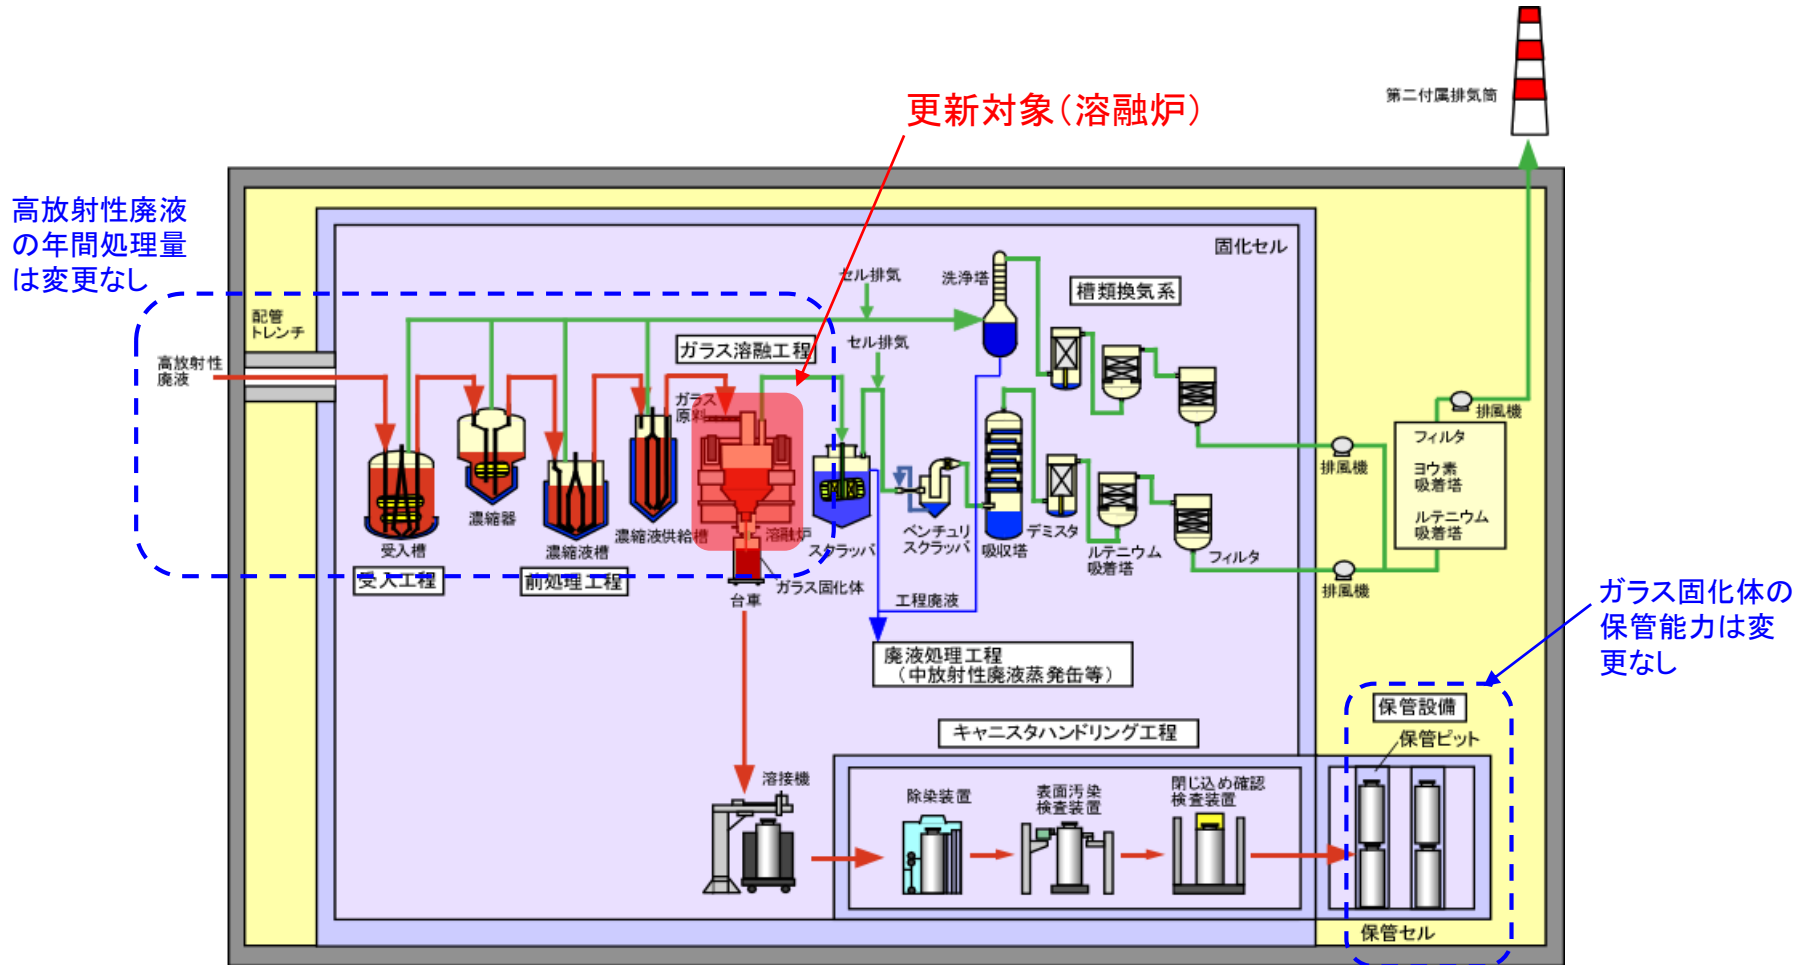 第二付属排気筒
更新対象（溶融炉）
高放射性廃液
の年間処理量
は変更なし
固化セル
セル排気
洗浄塔
槽類換気系
配管
トレンチ
ガラス溶融工程
セル排気
高放射性
廃液
ガラス
原料
排風機
フィルタ
ヨウ素
吸着塔
ルテニウム
吸着塔
排風機
濃縮器
受入槽
濃縮液槽
濃縮液供給槽
溶融炉
スクラッバ
ベンチュリ
スクラッバ
吸収塔
デミスタ
ルテニウム
吸着塔
フィルタ
排風機
受入工程
前処理工程
ガラス固化体
台車
工程廃液
ガラス固化体の
保管能力は変
更なし
廃液処理工程
（中放射性廃液蒸発缶等）
保管設備
保管ピット
キャニスタハンドリング工程
溶接機
除染装置
表面汚染
検査装置
閉じ込め確認
検査装置
保管セル